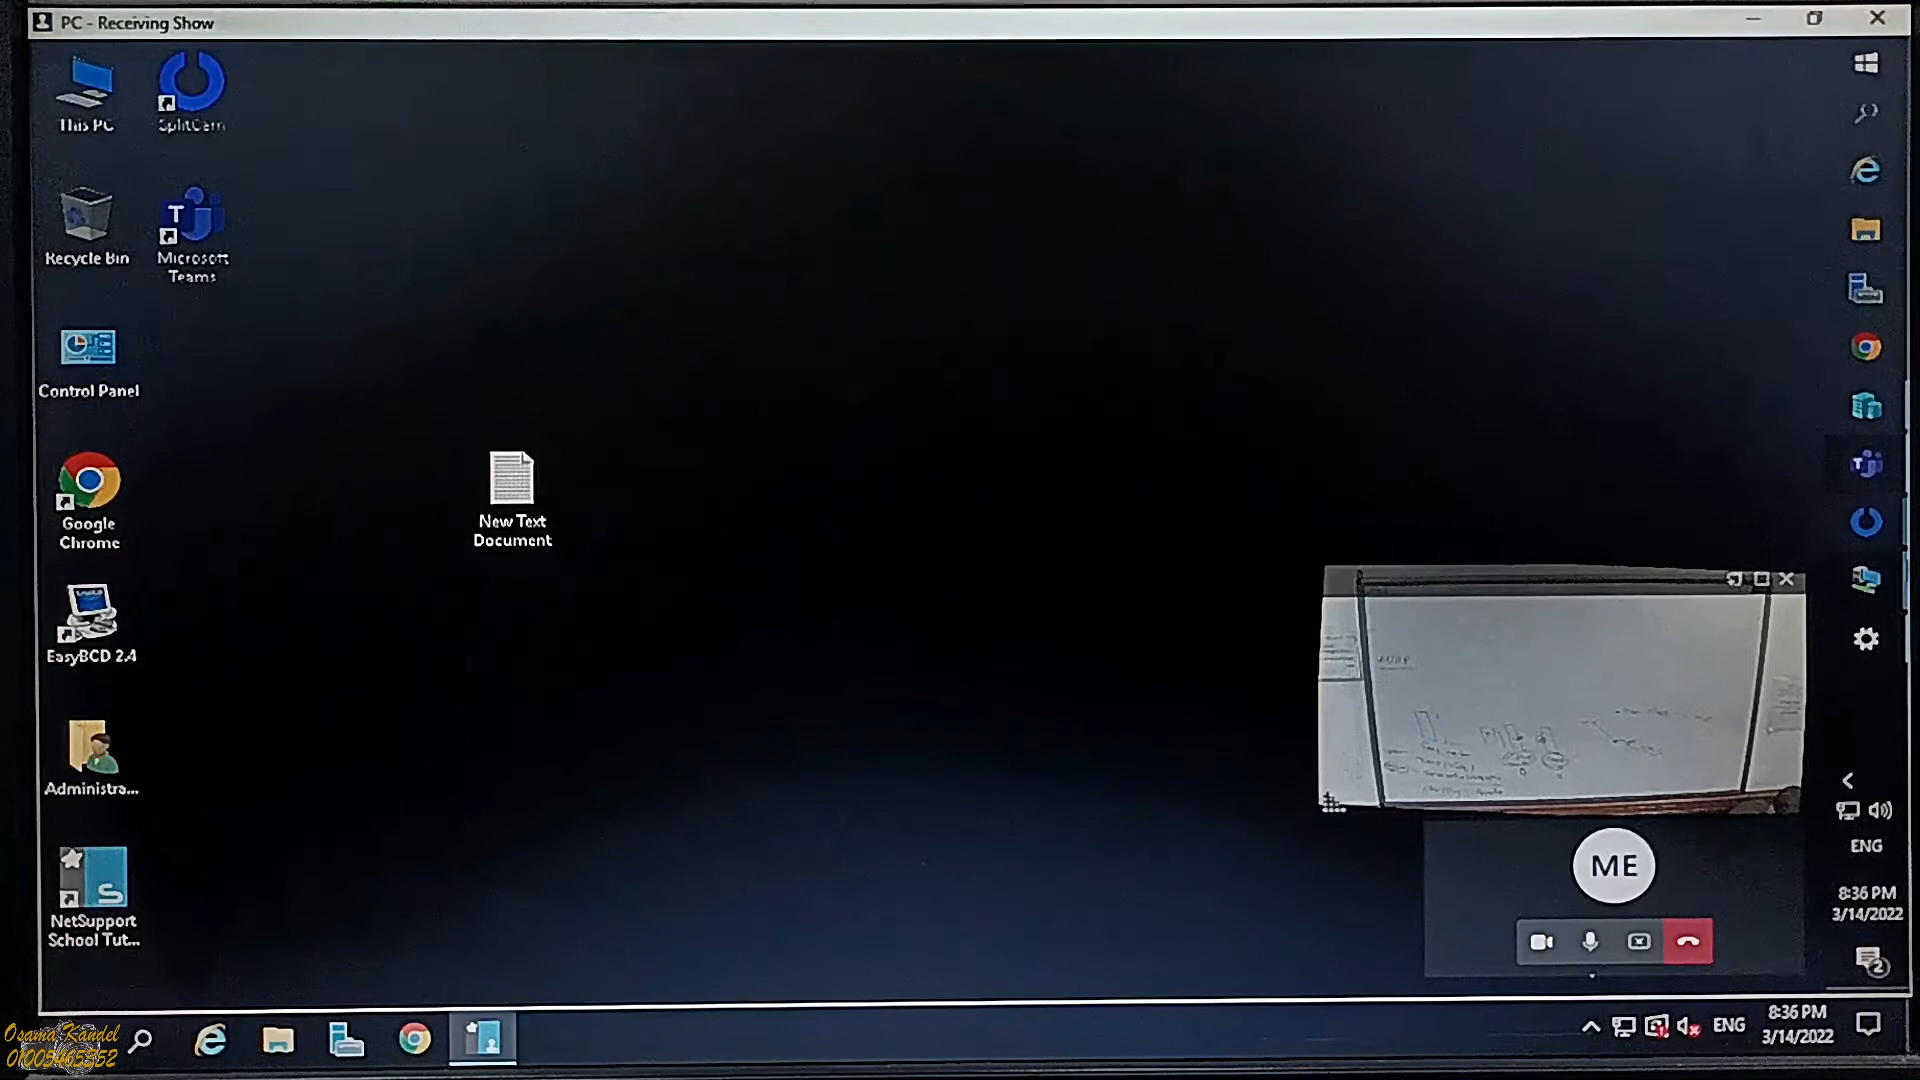 PC - Receiving Show
This PC
SplitCam
Recycle Bin
Microsoft
Teams
Control Panel
Google
Chrome
New Text
Document
EasyBCD 2.4
Administra...
NetSupport
School Tut...
ME
ENG
8:36 PM
3/14/2022
2
Osama Kandel
01005465352
ENG
8:36 PM
3/14/2022